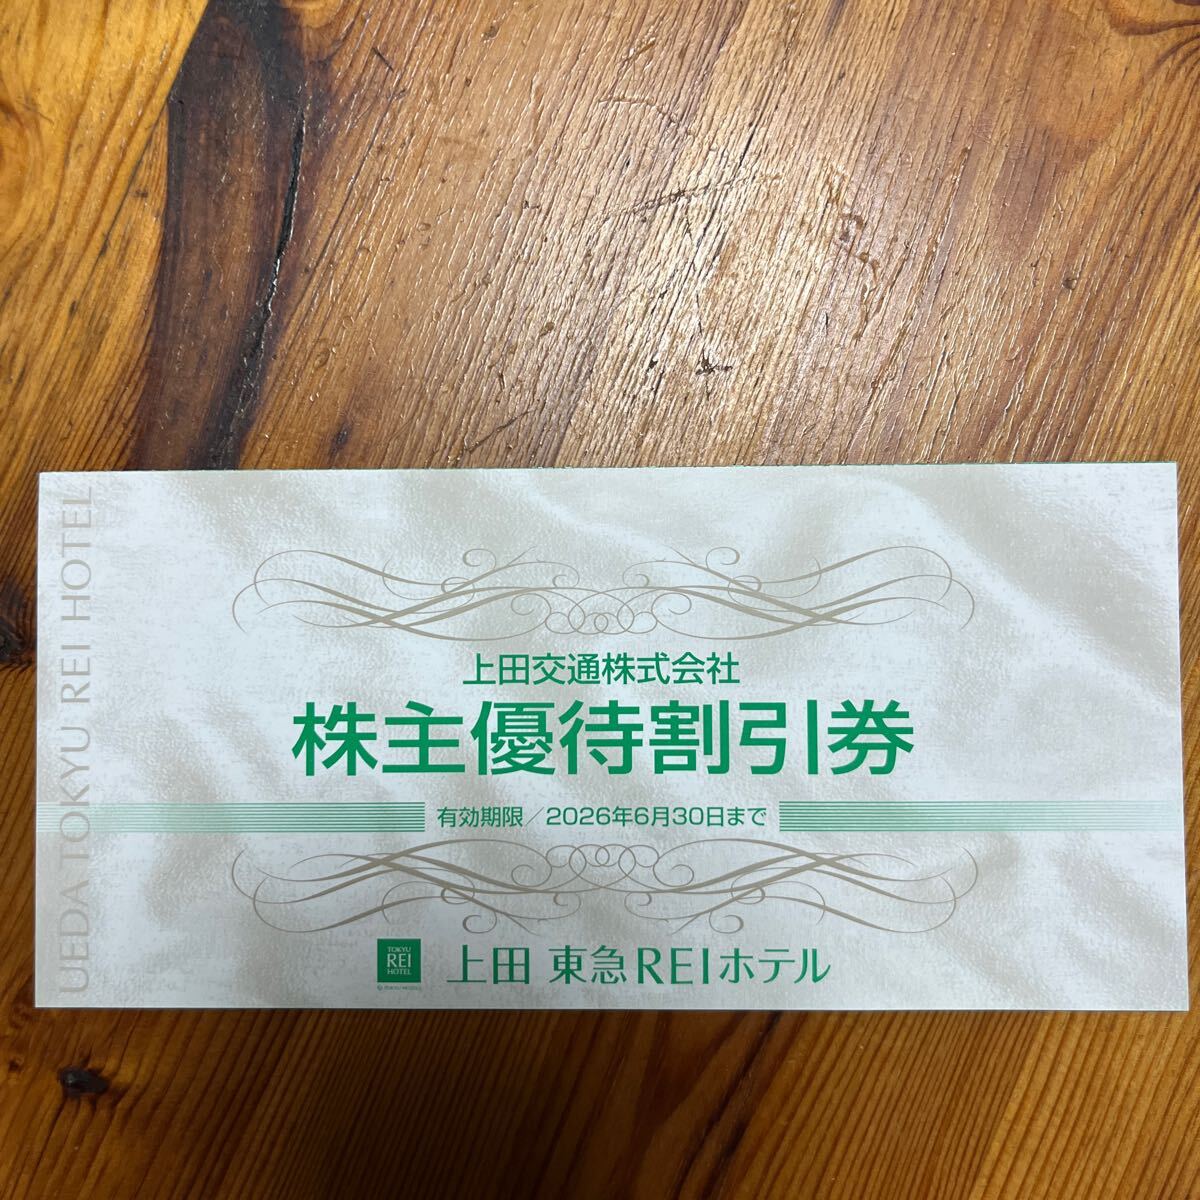 UEDA TOKYU REI HOTEL
上田交通株式会社
株主優待割引券
有効期限／2026年6月30日まで
TOKYU
REI
HOTEL
上田 東急REIホテル